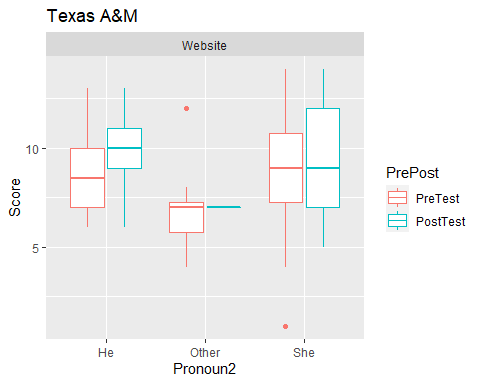 Texas A&M
Website
10
5
Score
He
Other
She
Pronoun2
PrePost
PreTest
PostTest